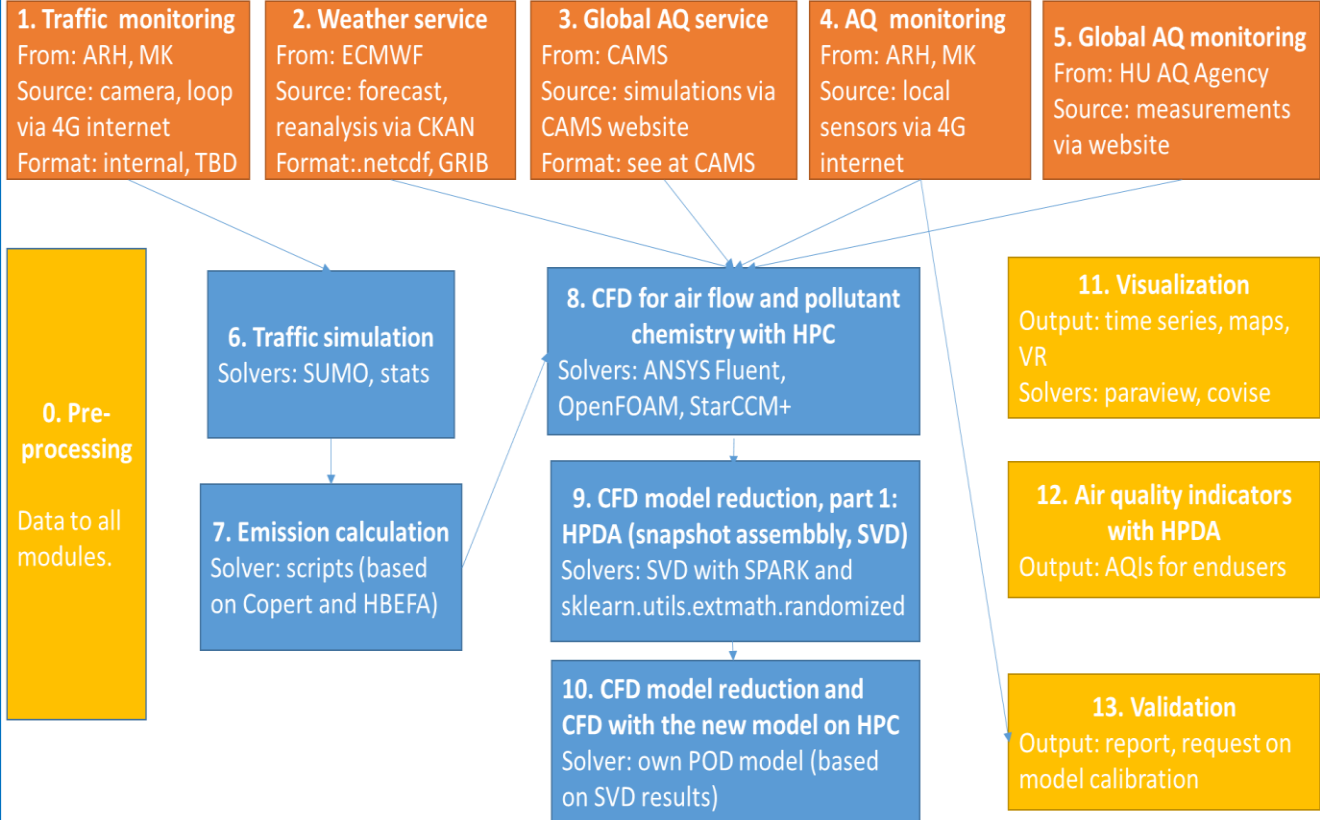 1. Traffic monitoring
From: ARH, MK
Source: camera, loop
via 4G internet
Format: internal, TBD
2. Weather service
From: ECMWF
Source: forecast,
reanalysis via CKAN
Format:.netcdf, GRIB
3. Global AQ service
From: CAMS
Source: simulations via
CAMS website
Format: see at CAMS
4. AQ monitoring
From: ARH, MK
Source: local
sensors via 4G
internet
5. Global AQ monitoring
From: HU AQ Agency
Source: measurements
via website
0. Pre-
processing
Data to all
modules.
6. Traffic simulation
Solvers: SUMO, stats
7. Emission calculation
Solver: scripts (based
on Copert and HBEFA)
8. CFD for air flow and pollutant
chemistry with HPC
Solvers: ANSYS Fluent,
OpenFOAM, StarCCM+
9. CFD model reduction, part 1:
HPDA (snapshot assembbly, SVD)
Solvers: SVD with SPARK and
sklearn.utils.extmath.randomized
10. CFD model reduction and
CFD with the new model on HPC
Solver: own POD model (based
on SVD results)
11. Visualization
Output: time series, maps,
VR
Solvers: paraview, covise
12. Air quality indicators
with HPDA
Output: AQIs for endusers
13. Validation
Output: report, request on
model calibration